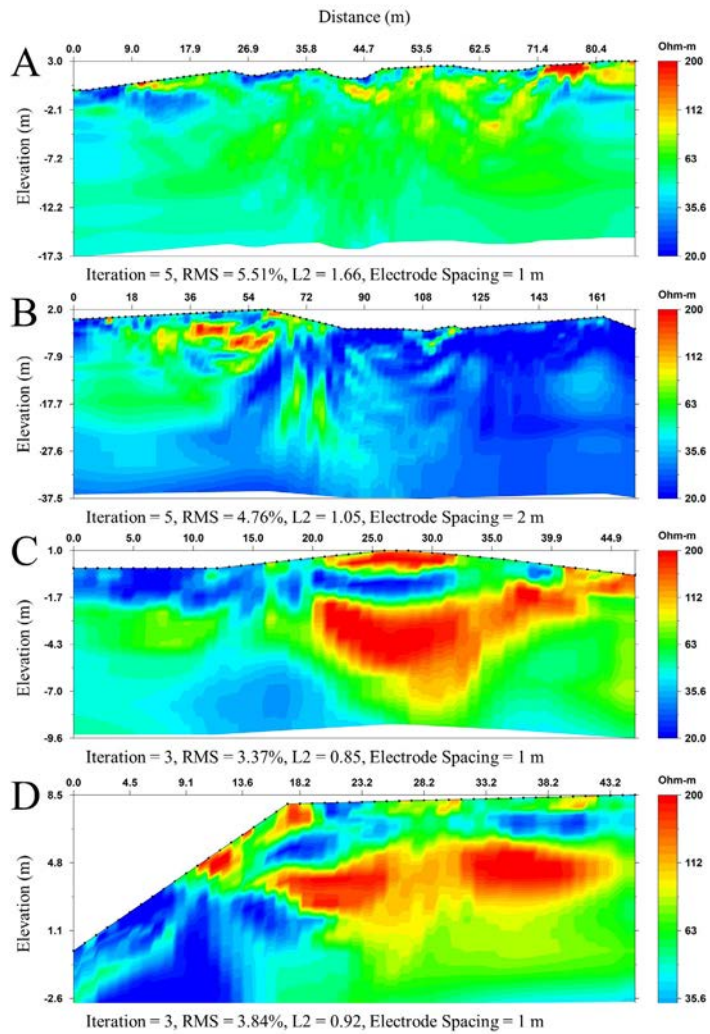 Distance (m)
0.0 9.0 17.9 26.9 35.8 44.7 53.6 62.6 71.4 80.4
A
Elevation (m)
3.0
-2.1
-7.2
-12.2
-17.3
Ohm-m
200
112
63
35.6
20.0
Iteration = 5, RMS = 5.51%, L2 = 1.66, Electrode Spacing = 1 m
0 18 36 54 72 90 108 125 143 161
B
Elevation (m)
2.0
-7.9
-17.7
-27.6
-37.5
Ohm-m
200
112
63
35.6
20.0
Iteration = 5, RMS = 4.76%, L2 = 1.05, Electrode Spacing = 2 m
0.0 5.0 10.0 15.0 20.0 25.0 30.0 35.0 40.0 44.9
C
Elevation (m)
1.0
-1.7
-4.3
-7.0
-9.6
Ohm-m
200
112
63
35.6
20.0
Iteration = 3, RMS = 3.37%, L2 = 0.85, Electrode Spacing = 1 m
0.0 4.5 9.1 13.6 18.2 23.2 28.2 33.2 38.2 43.2
D
Elevation (m)
8.5
4.8
1.1
-2.6
Ohm-m
200
112
63
35.6
Iteration = 3, RMS = 3.84%, L2 = 0.92, Electrode Spacing = 1 m